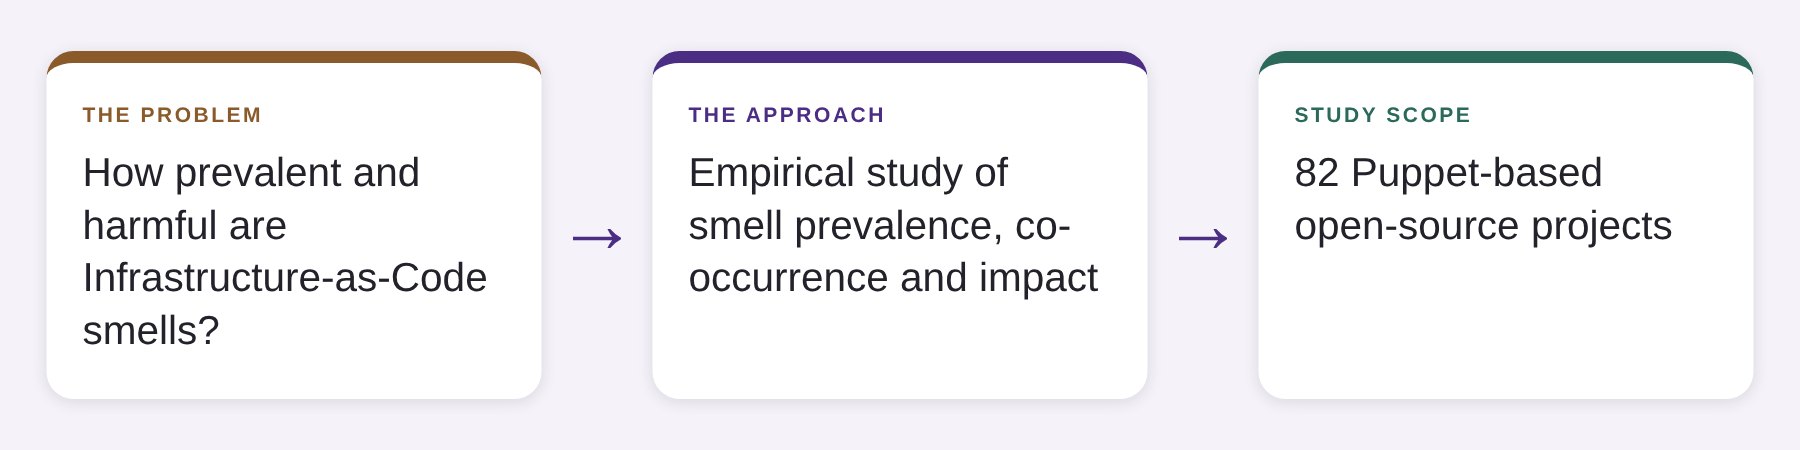 THE PROBLEM
How prevalent and
harmful are
Infrastructure-as-Code
smells?
→
THE APPROACH
Empirical study of
smell prevalence, co-
occurrence and impact
→
STUDY SCOPE
82 Puppet-based
open-source projects